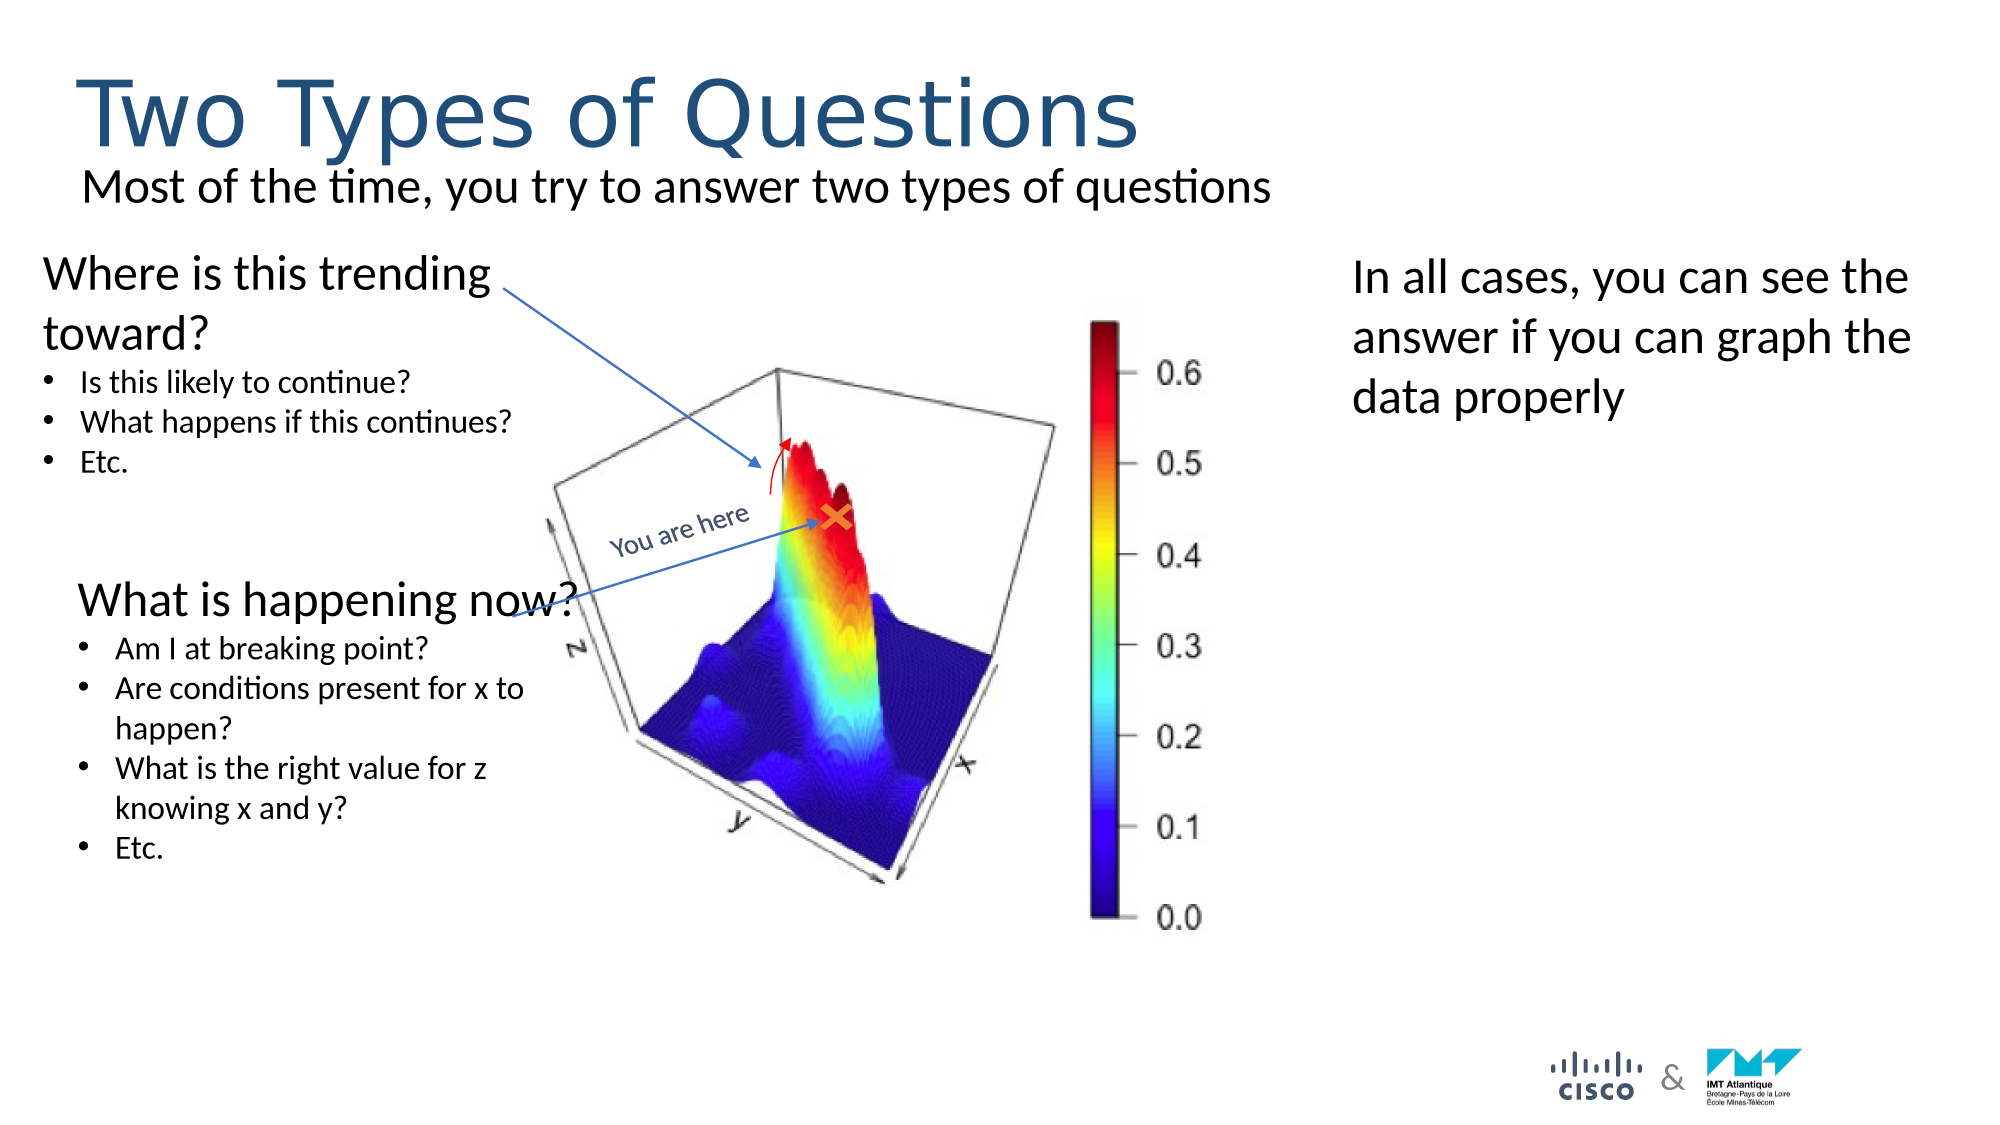 Two Types of Questions
Most of the time, you try to answer two types of questions
Where is this trending
toward?
• Is this likely to continue?
• What happens if this continues?
• Etc.
What is happening now?
• Am I at breaking point?
• Are conditions present for x to
happen?
• What is the right value for z
knowing x and y?
• Etc.
You are here
z
y
x
0.6
0.5
0.4
0.3
0.2
0.1
0.0
In all cases, you can see the
answer if you can graph the
data properly
CISCO
&
IMT Atlantique
Bretagne-Pays de la Loire
École Mines-Télécom